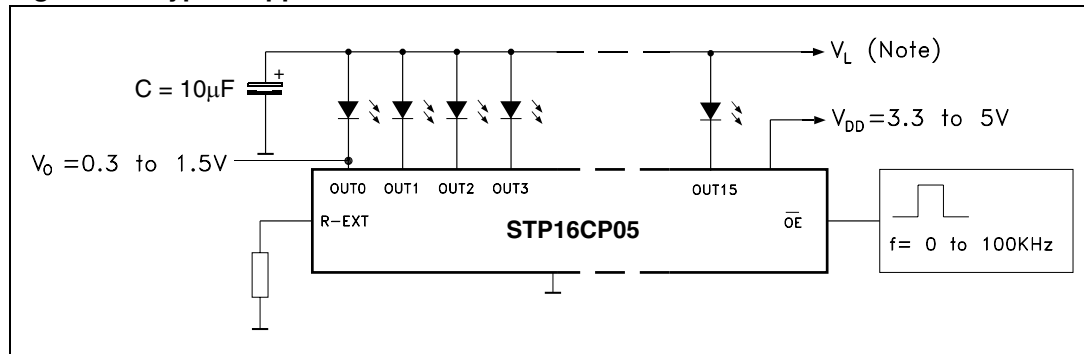 V_L (Note)
C = 10μF
+
V_DD=3.3 to 5V
V_O=0.3 to 1.5V
OUT0 OUT1 OUT2 OUT3 OUT15
R-EXT
STP16CP05
O̅E̅
f= 0 to 100KHz